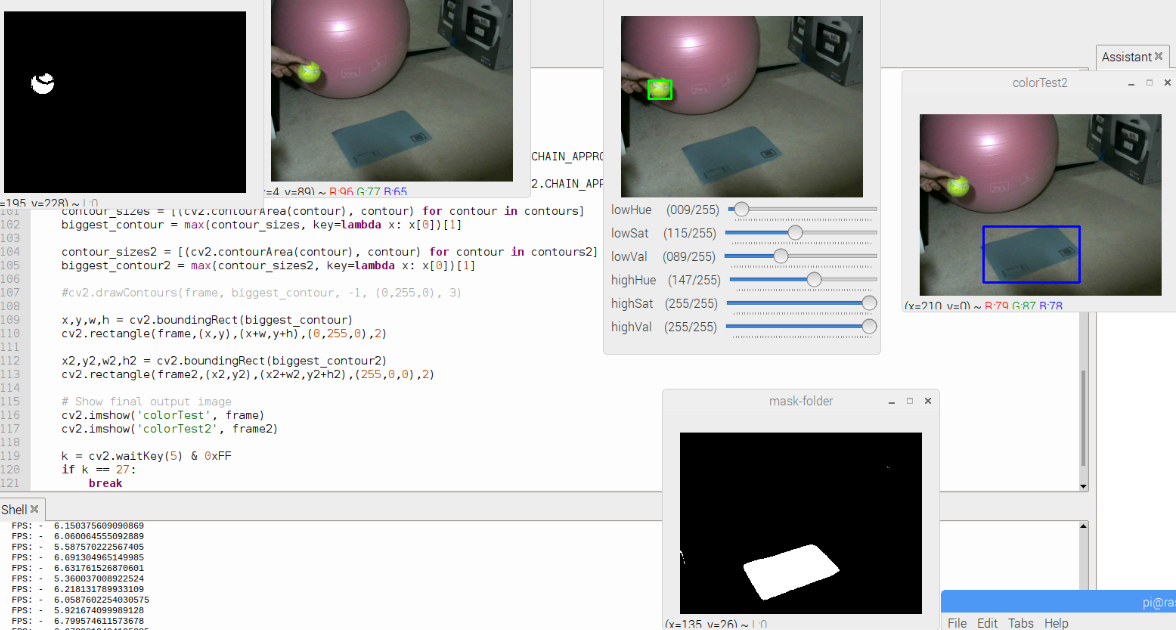 Assistant
colorTest2
CHAIN_APPRO
=4, y=89) ~ R:96 G:77 B:65
2.CHAIN_APP
=195, y=228) ~ L:0
101 contour_sizes = [(cv2.contourArea(contour), contour) for contour in contours]
102 biggest_contour = max(contour_sizes, key=lambda x: x[0])[1]
103
104 contour_sizes2 = [(cv2.contourArea(contour), contour) for contour in contours2]
105 biggest_contour2 = max(contour_sizes2, key=lambda x: x[0])[1]
106
107 #cv2.drawContours(frame, biggest_contour, -1, (0,255,0), 3)
108
109 x,y,w,h = cv2.boundingRect(biggest_contour)
110 cv2.rectangle(frame,(x,y),(x+w,y+h),(0,255,0),2)
111
112 x2,y2,w2,h2 = cv2.boundingRect(biggest_contour2)
113 cv2.rectangle(frame2,(x2,y2),(x2+w2,y2+h2),(255,0,0),2)
114
115 # Show final output image
116 cv2.imshow('colorTest', frame)
117 cv2.imshow('colorTest2', frame2)
118
119 k = cv2.waitKey(5) & 0xFF
120 if k == 27:
121 break
lowHue (009/255)
lowSat (115/255)
lowVal (089/255)
highHue (147/255)
highSat (255/255)
highVal (255/255)
(x=210, y=0) ~ R:79 G:87 B:78
mask-folder
(x=135, y=26) ~ L:0
Shell
FPS: - 6.150375609090869
FPS: - 6.060064555092889
FPS: - 5.587570222567405
FPS: - 6.691304965149985
FPS: - 6.631761526870601
FPS: - 5.360037008922524
FPS: - 6.218131789933109
FPS: - 6.0587602254030575
FPS: - 5.921674099989128
FPS: - 6.799574611573678
pi@ra
File Edit Tabs Help